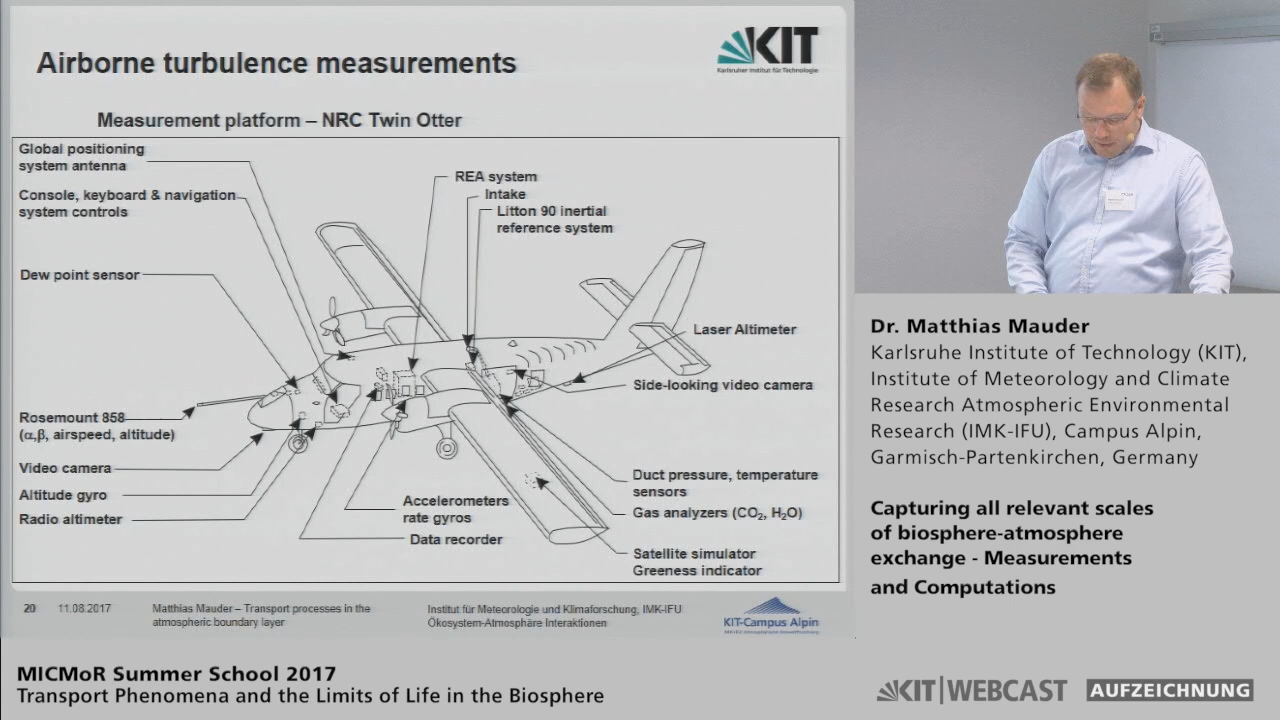 Airborne turbulence measurements
KIT
Karlsruher Institut für Technologie
Measurement platform – NRC Twin Otter
Global positioning
system antenna
Console, keyboard & navigation
system controls
Dew point sensor
Rosemount 858
(α,β, airspeed, altitude)
Video camera
Altitude gyro
Radio altimeter
REA system
Intake
Litton 90 inertial
reference system
Laser Altimeter
Side-looking video camera
Duct pressure, temperature
sensors
Gas analyzers (CO₂, H₂O)
Satellite simulator
Greeness indicator
Accelerometers
rate gyros
Data recorder
20 11.08.2017
Matthias Mauder – Transport processes in the
atmospheric boundary layer
Institut für Meteorologie und Klimaforschung, IMK-IFU
Ökosystem-Atmosphäre Interaktionen
KIT-Campus Alpin
Dr. Matthias Mauder
Karlsruhe Institute of Technology (KIT),
Institute of Meteorology and Climate
Research Atmospheric Environmental
Research (IMK-IFU), Campus Alpin,
Garmisch-Partenkirchen, Germany
Capturing all relevant scales
of biosphere-atmosphere
exchange - Measurements
and Computations
MICMoR Summer School 2017
Transport Phenomena and the Limits of Life in the Biosphere
KIT|WEBCAST AUFZEICHNUNG